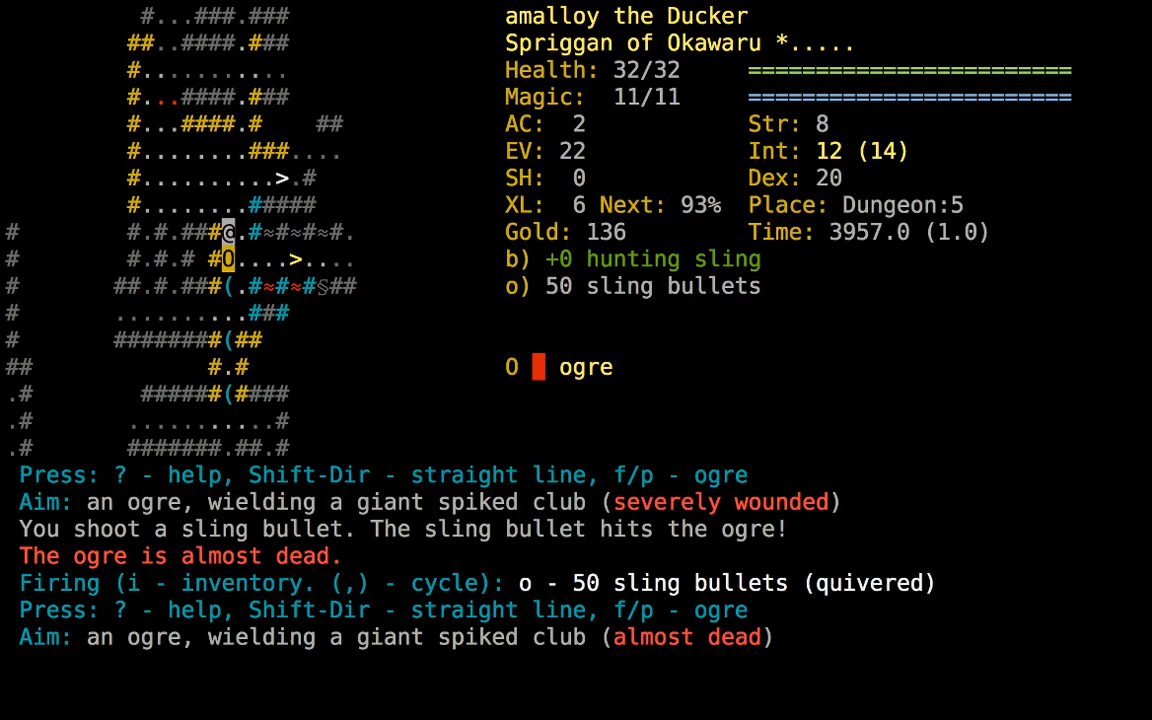 #...###.###          amalloy the Ducker
##..####.###         Spriggan of Okawaru *.....
#...........         Health: 32/32     ========================
#...####.###         Magic:  11/11     ========================
#...####.#    ##     AC:  2            Str: 8
#........###....     EV: 22            Int: 12 (14)
#..........>.#       SH:  0            Dex: 20
#........#####       XL:  6 Next: 93%  Place: Dungeon:5
#        #.#.###@.#≈#≈#≈#.     Gold: 136         Time: 3957.0 (1.0)
#        #.#.# #O....>....     b) +0 hunting sling
#       ##.#.###(.#≈#≈#§##     o) 50 sling bullets
#       ..........###
#       #######(##             O   ogre
##             #.#
.#        ######(####
.#       ...........#
.#       #######.##.#
Press: ? - help, Shift-Dir - straight line, f/p - ogre
Aim: an ogre, wielding a giant spiked club (severely wounded)
You shoot a sling bullet. The sling bullet hits the ogre!
The ogre is almost dead.
Firing (i - inventory. (,) - cycle): o - 50 sling bullets (quivered)
Press: ? - help, Shift-Dir - straight line, f/p - ogre
Aim: an ogre, wielding a giant spiked club (almost dead)